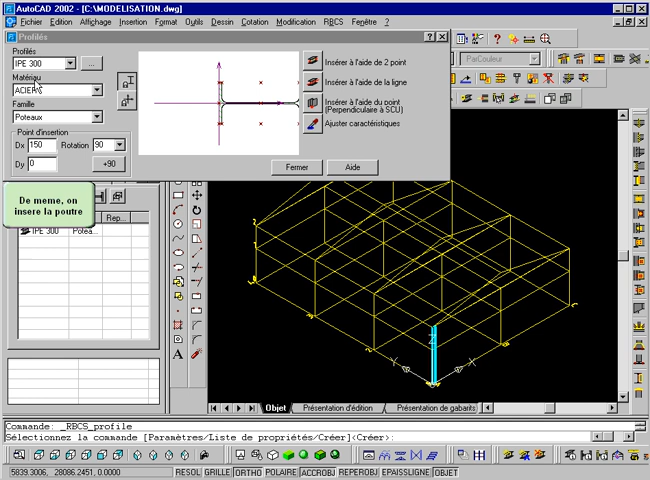 AutoCAD 2002 - [C:\MODELISATION.dwg]
Fichier Edition Affichage Insertion Format Outils Dessin Cotation Modification RBCS Fenêtre ?
Profilés
Profilés
IPE 300
...
Matériau
ACIER
Famille
Poteaux
Point d'insertion
Dx 150 Rotation 90
Dy 0 +90
Insérer à l'aide de 2 point
Insérer à l'aide de la ligne
Insérer à l'aide du point
(Perpendiculaire à SCU)
Ajuster caractéristiques
Fermer Aide
ParCouleur
De meme, on
insere la poutre
Rep...
IPE 300 Potea...
Z
Y X
Objet Présentation d'édition Présentation de gabarits
Commande: _RBCS_profile
Sélectionnez la commande [Paramètres/Liste de propriétés/Créer]<Créer>:
5839.3006, 28086.2451, 0.0000 RESOL GRILLE ORTHO POLAIRE ACCROBJ REPEROBJ EPAISLIGNE OBJET